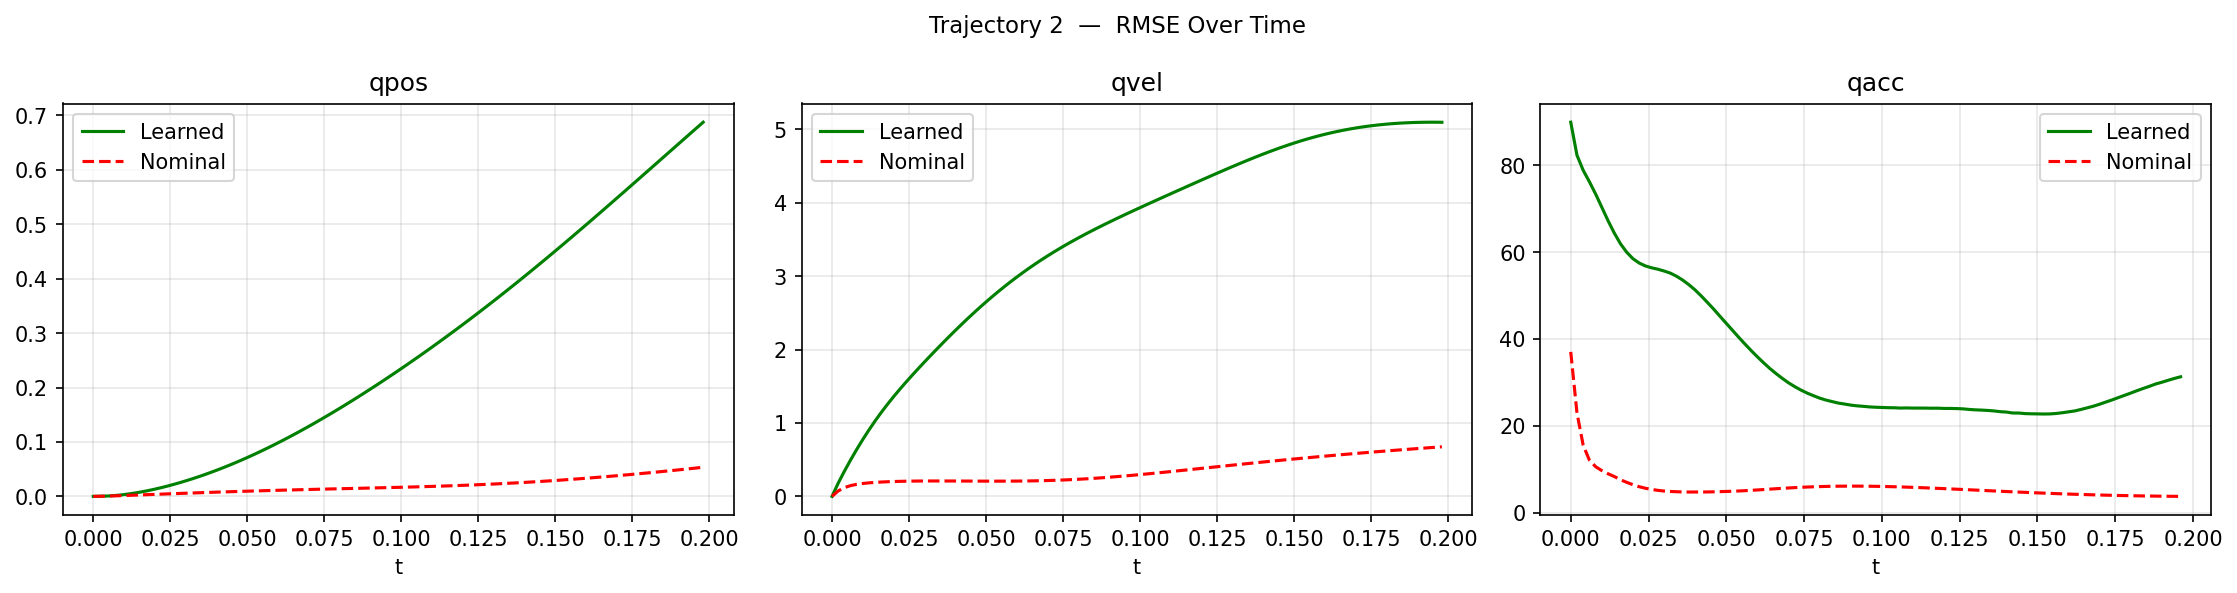 Trajectory 2 — RMSE Over Time
qpos
0.7
0.6
0.5
0.4
0.3
0.2
0.1
0.0
Learned
Nominal
0.000 0.025 0.050 0.075 0.100 0.125 0.150 0.175 0.200
t
qvel
5
4
3
2
1
0
Learned
Nominal
0.000 0.025 0.050 0.075 0.100 0.125 0.150 0.175 0.200
t
qacc
80
60
40
20
0
Learned
Nominal
0.000 0.025 0.050 0.075 0.100 0.125 0.150 0.175 0.200
t